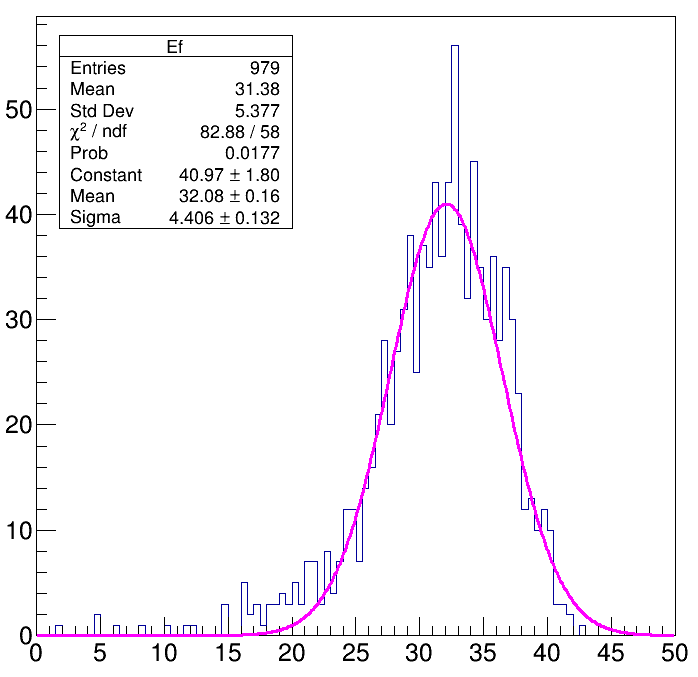 Ef
Entries 979
Mean 31.38
Std Dev 5.377
χ² / ndf 82.88 / 58
Prob 0.0177
Constant 40.97 ± 1.80
Mean 32.08 ± 0.16
Sigma 4.406 ± 0.132
50
40
30
20
10
0
0 5 10 15 20 25 30 35 40 45 50